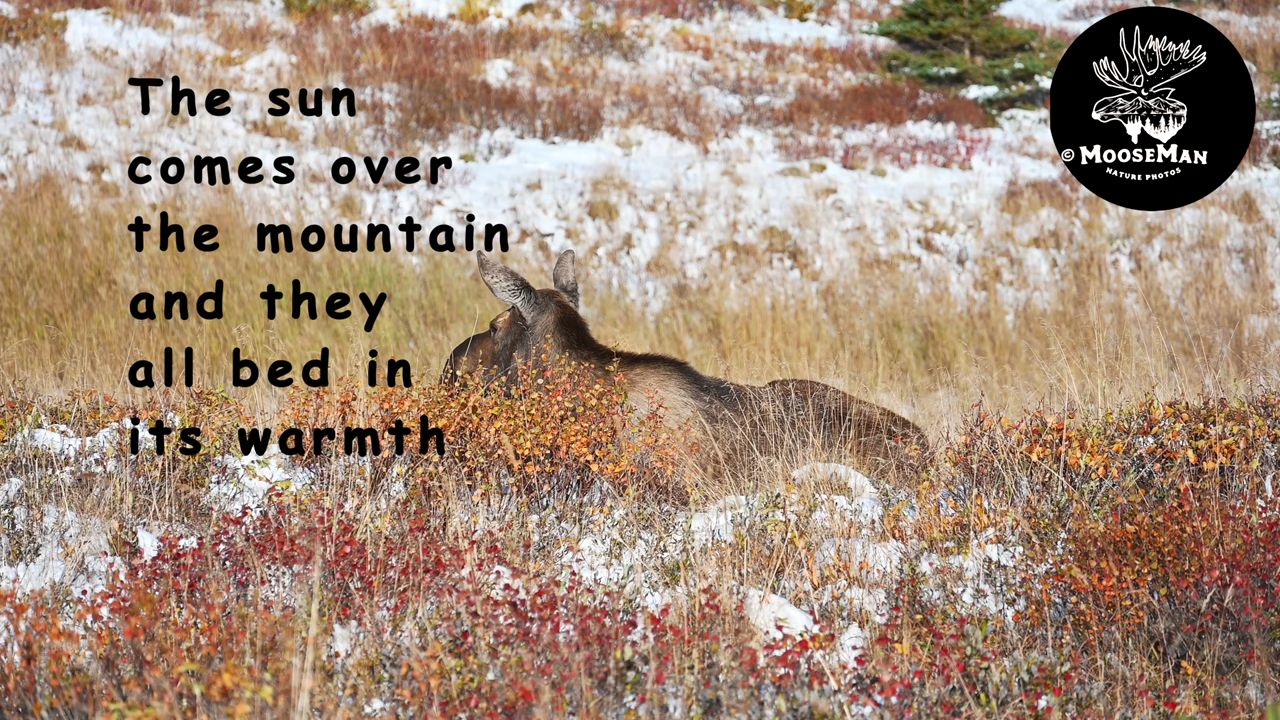 The sun
comes over
the mountain
and they
all bed in
its warmth
© MOOSEMAN
NATURE PHOTOS